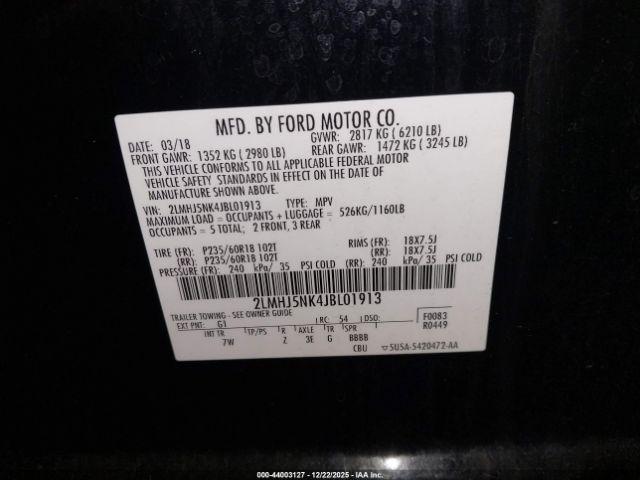 MFD. BY FORD MOTOR CO.
DATE: 03/18 GVWR: 2817 KG ( 6210 LB)
FRONT GAWR: 1352 KG ( 2980 LB) REAR GAWR: 1472 KG ( 3245 LB)
THIS VEHICLE CONFORMS TO ALL APPLICABLE FEDERAL MOTOR
VEHICLE SAFETY STANDARDS IN EFFECT ON THE DATE OF
MANUFACTURE SHOWN ABOVE.
VIN: 2LMHJ5NK4JBL01913 TYPE: MPV
MAXIMUM LOAD = OCCUPANTS + LUGGAGE = 526KG/1160LB
OCCUPANTS = 5 TOTAL; 2 FRONT, 3 REAR
TIRE (FR): P235/60R18 102T RIMS (FR): 18X7.5J
(RR): P235/60R18 102T (RR): 18X7.5J
PRESSURE (FR): 240 kPa/ 35 PSI COLD (RR): 240 kPa/ 35 PSI COLD
2LMHJ5NK4JBL01913
TRAILER TOWING - SEE OWNER GUIDE
EXT PNT: G1 RC: 54 DSO: F0083
R0449
INT TR TP/PS R AXLE TR SPR
7W Z 3E G BBBB
CBU 5USA-5420472-AA
000-44003127 - 12/22/2025 - IAA Inc.